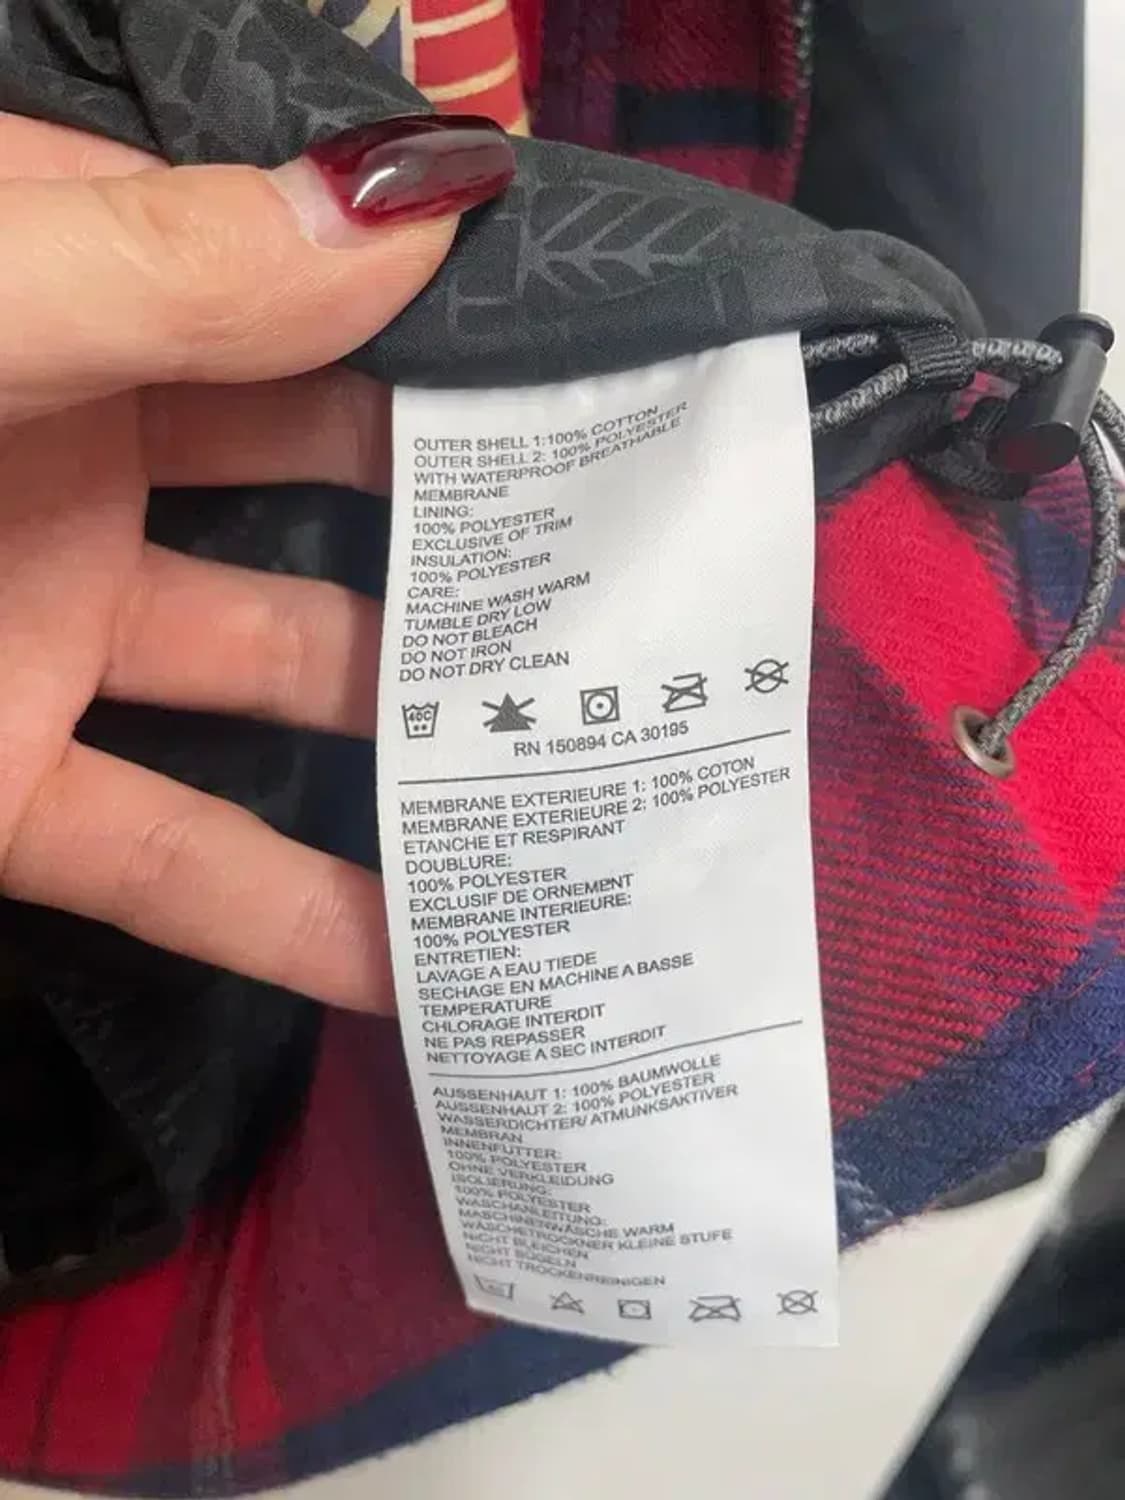 OUTER SHELL 1:100% COTTON
OUTER SHELL 2: 100% POLYESTER
WITH WATERPROOF BREATHABLE
MEMBRANE
LINING:
100% POLYESTER
EXCLUSIVE OF TRIM
INSULATION:
100% POLYESTER
CARE:
MACHINE WASH WARM
TUMBLE DRY LOW
DO NOT BLEACH
DO NOT IRON
DO NOT DRY CLEAN
40C
RN 150894 CA 30195
MEMBRANE EXTERIEURE 1: 100% COTON
MEMBRANE EXTERIEURE 2: 100% POLYESTER
ETANCHE ET RESPIRANT
DOUBLURE:
100% POLYESTER
EXCLUSIF DE ORNEMENT
MEMBRANE INTERIEURE:
100% POLYESTER
ENTRETIEN:
LAVAGE A EAU TIEDE
SECHAGE EN MACHINE A BASSE
TEMPERATURE
CHLORAGE INTERDIT
NE PAS REPASSER
NETTOYAGE A SEC INTERDIT
AUSSENHAUT 1: 100% BAUMWOLLE
AUSSENHAUT 2: 100% POLYESTER
WASSERDICHTER/ ATMUNKSAKTIVER
MEMBRAN
INNENFUTTER:
100% POLYESTER
OHNE VERKLEIDUNG
ISOLIERUNG:
100% POLYESTER
WASCHANLEITUNG:
MASCHINENWASCHE WARM
WASCHETROCKNER KLEINE STUFE
NICHT BLEICHEN
NICHT BUGELN
NICHT TROCKENREINIGEN